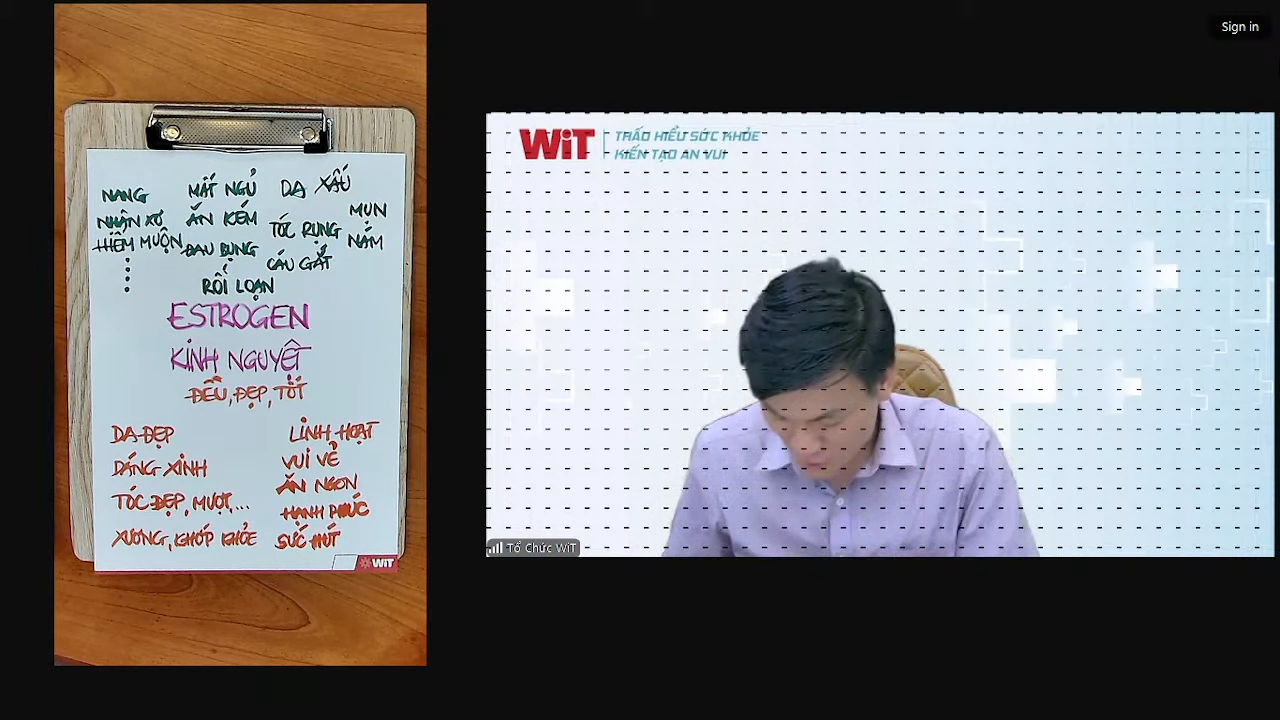 Sign in
WiT
THẤU HIỂU SỨC KHỎE
KIẾN TẠO AN VUI
NANG
NHÂN XƠ
HIẾM MUỘN
MẤT NGỦ
ĂN KÉM
ĐAU BỤNG
RỐI LOẠN
DA XẤU
TÓC RỤNG
CÁU GẮT
MỤN
NÁM
ESTROGEN
KINH NGUYỆT
ĐỀU, ĐẸP, TỐT
DA ĐẸP
DÁNG XINH
TÓC ĐẸP, MƯỢT,...
XƯƠNG, KHỚP KHỎE
LINH HOẠT
VUI VẺ
ĂN NGON
HẠNH PHÚC
SỨC HÚT
WiT
Tổ Chức WiT